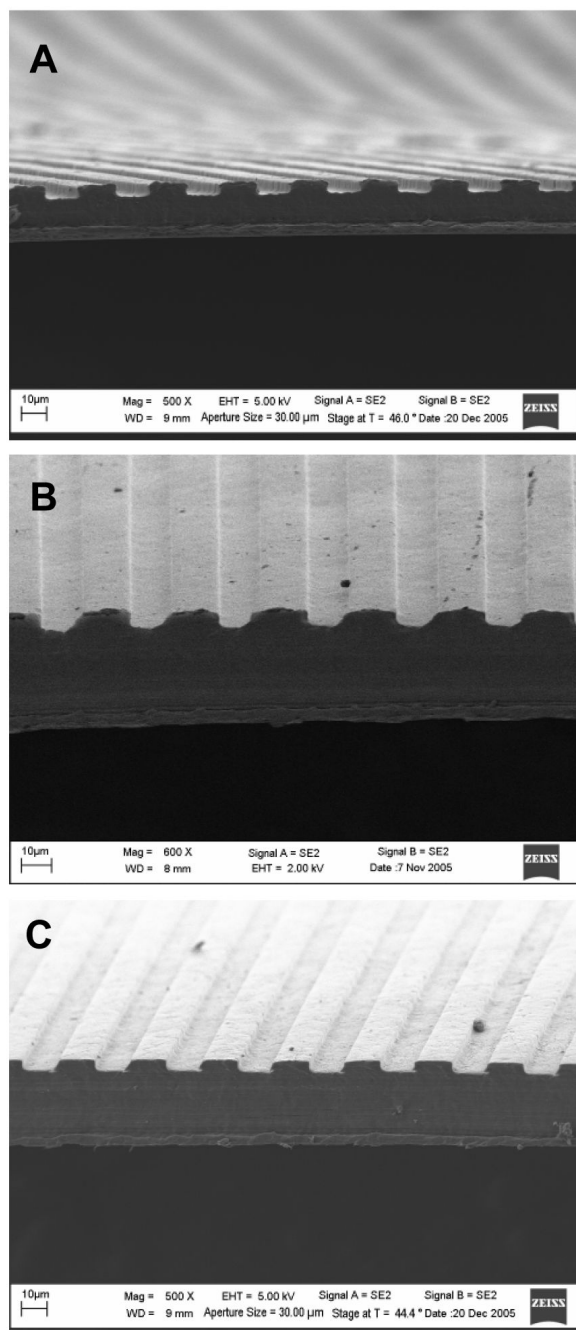 A
10µm
Mag = 500 X EHT = 5.00 kV Signal A = SE2 Signal B = SE2
WD = 9 mm Aperture Size = 30.00 µm Stage at T = 46.0 ° Date :20 Dec 2005
ZEISS
B
10µm
Mag = 600 X Signal A = SE2 Signal B = SE2
WD = 8 mm EHT = 2.00 kV Date :7 Nov 2005
ZEISS
C
10µm
Mag = 500 X EHT = 5.00 kV Signal A = SE2 Signal B = SE2
WD = 9 mm Aperture Size = 30.00 µm Stage at T = 44.4 ° Date :20 Dec 2005
ZEISS